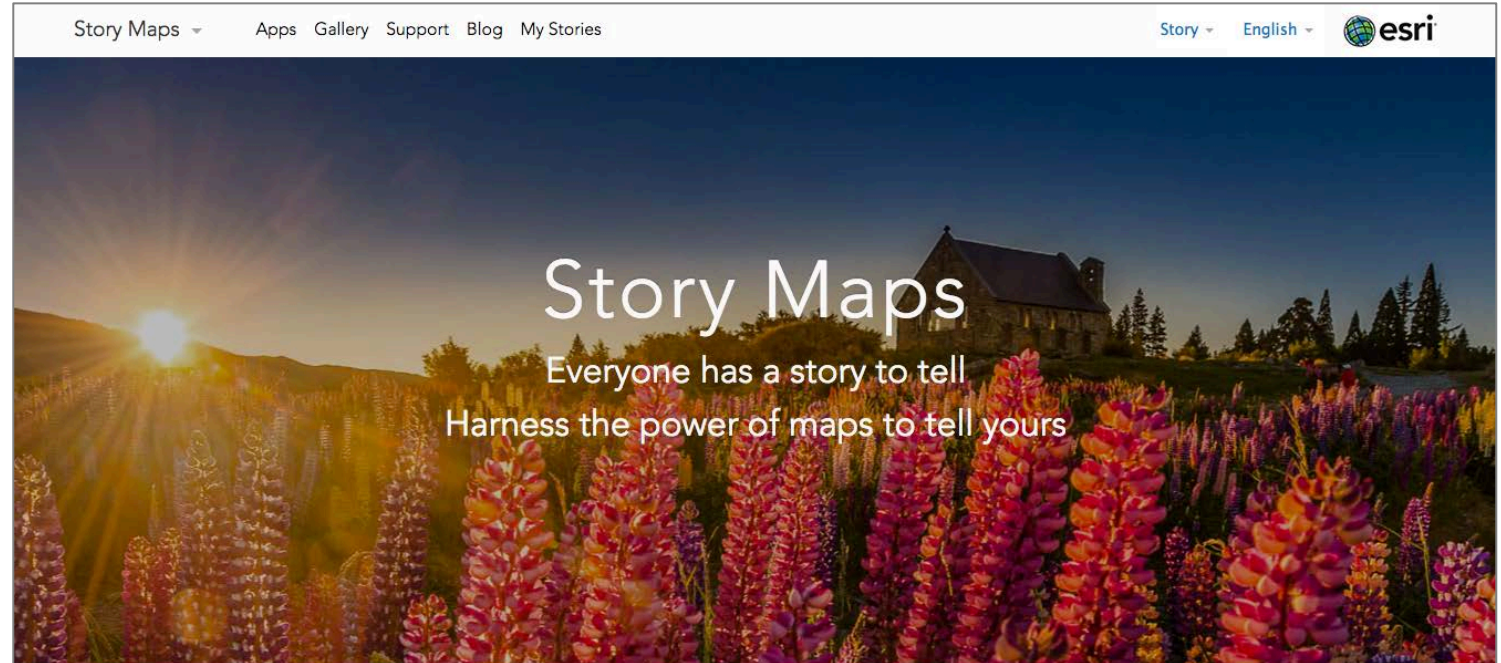 Story Maps Apps Gallery Support Blog My Stories Story English esri
Story Maps
Everyone has a story to tell
Harness the power of maps to tell yours